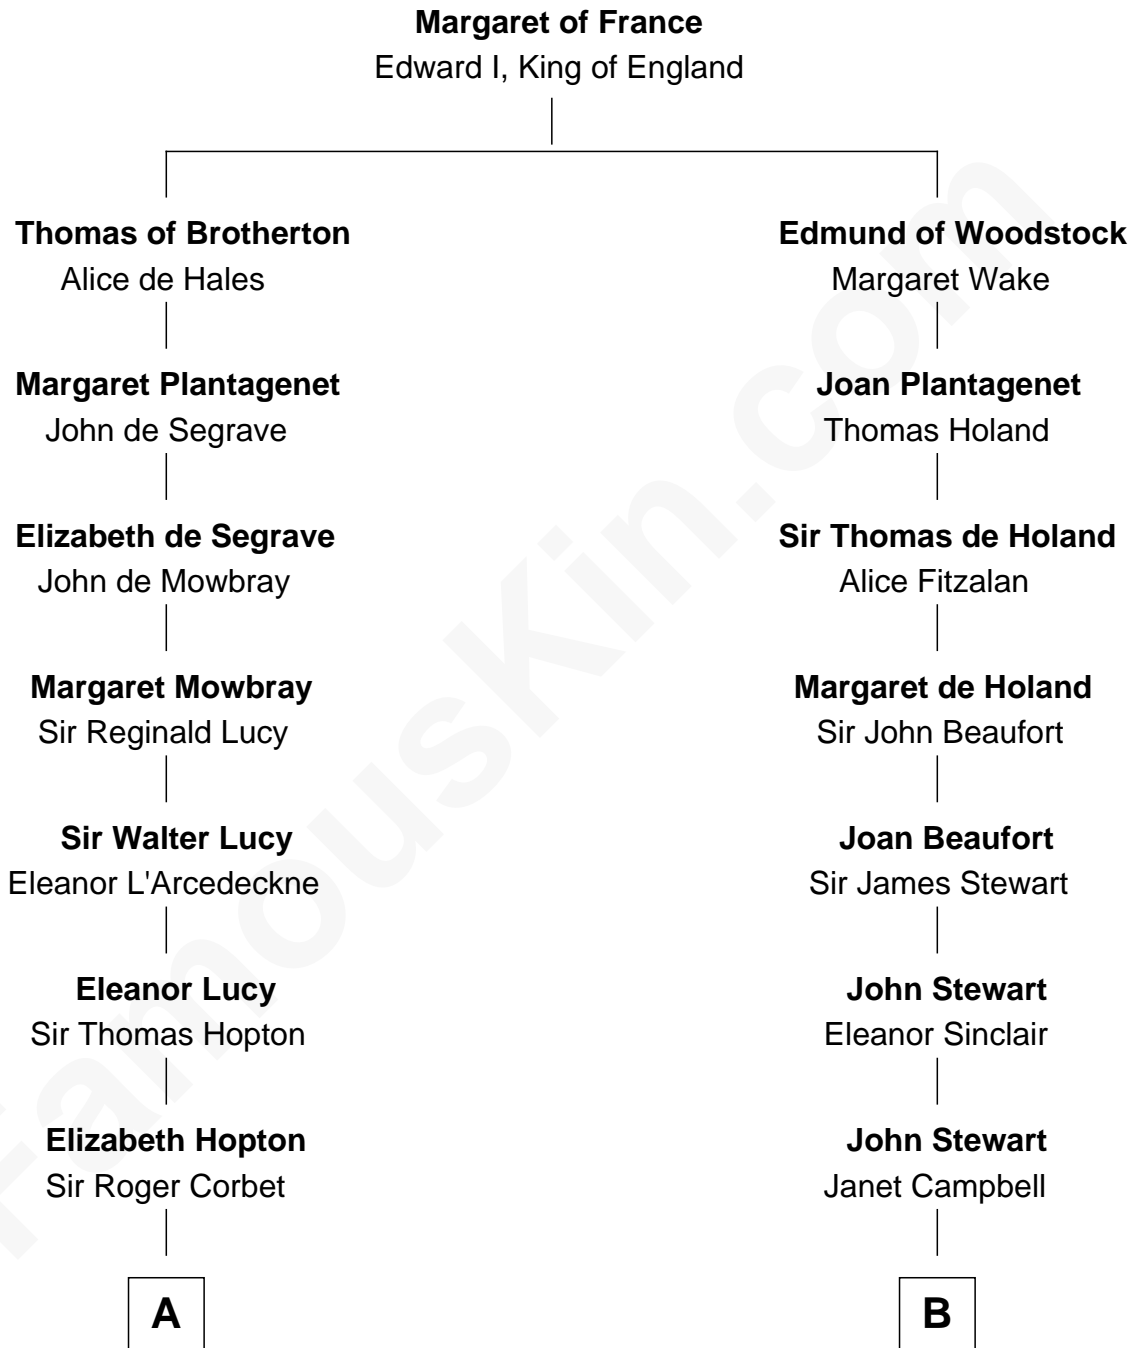 Margaret of France
Edward I, King of England
Thomas of Brotherton
Alice de Hales
Edmund of Woodstock
Margaret Wake
Margaret Plantagenet
John de Segrave
Joan Plantagenet
Thomas Holand
Elizabeth de Segrave
John de Mowbray
Sir Thomas de Holand
Alice Fitzalan
Margaret Mowbray
Sir Reginald Lucy
Margaret de Holand
Sir John Beaufort
Sir Walter Lucy
Eleanor L'Arcedeckne
Joan Beaufort
Sir James Stewart
Eleanor Lucy
Sir Thomas Hopton
John Stewart
Eleanor Sinclair
Elizabeth Hopton
Sir Roger Corbet
John Stewart
Janet Campbell
A
B
FamousKin.com